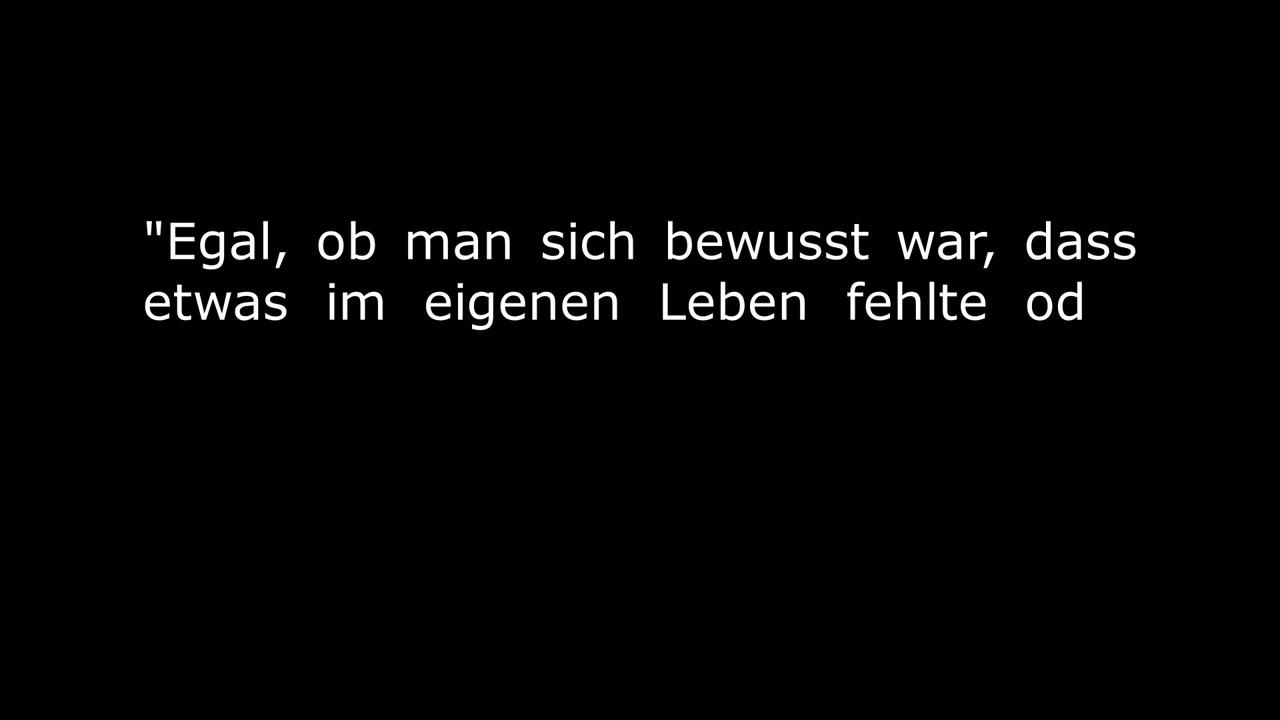 "Egal, ob man sich bewusst war, dass
etwas im eigenen Leben fehlte od